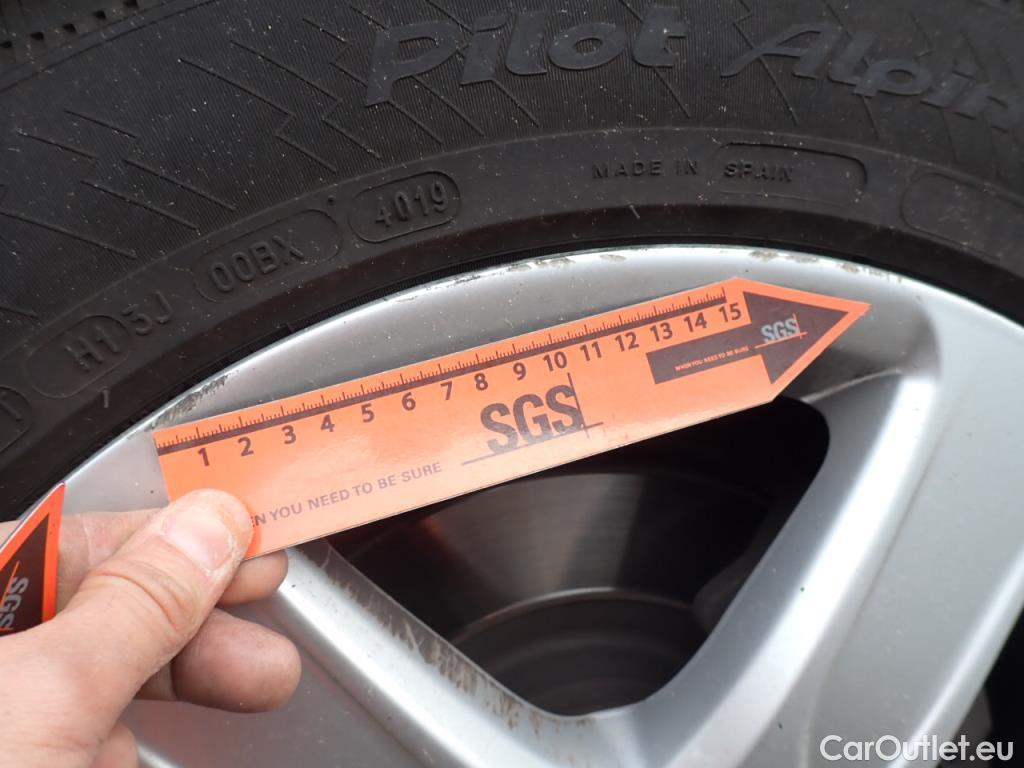 Pilot Alpin
MADE IN SPAIN
4019
00BX
H1 3J
1 2 3 4 5 6 7 8 9 10 11 12 13 14 15
SGS
WHEN YOU NEED TO BE SURE
SGS
EN YOU NEED TO BE SURE
SGS
CarOutlet.eu